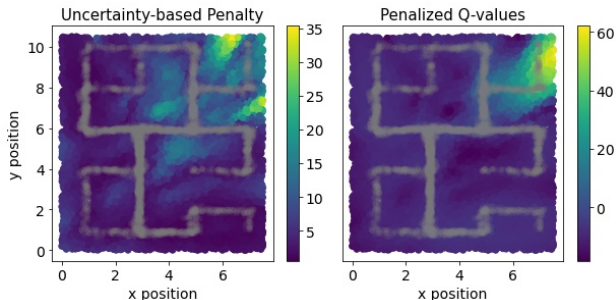 Uncertainty-based Penalty
Penalized Q-values
y position
10
8
6
4
2
0
0 2 4 6
x position
35
30
25
20
15
10
5
0 2 4 6
x position
60
40
20
0